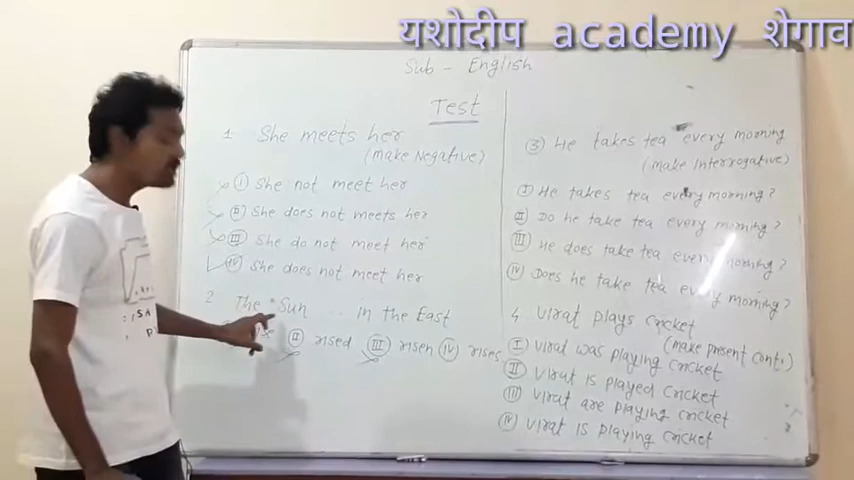 यशोदीप academy शेगाव
Sub - English
Test
1 She meets her
(make Negative)
I She not meet her
II She does not meets her
III She do not meet her
IV She does not meet her
2 The Sun in the East
II rised III risen IV rises
3 He takes tea every morning
(make interrogative)
I He takes tea every morning?
II Do he take tea every morning?
III He does take tea every morning?
IV Does he take tea every morning?
4 Virat plays cricket
(make present conti.)
I Virat was playing cricket
II Virat is played cricket
III Virat are playing cricket
IV Virat is playing cricket